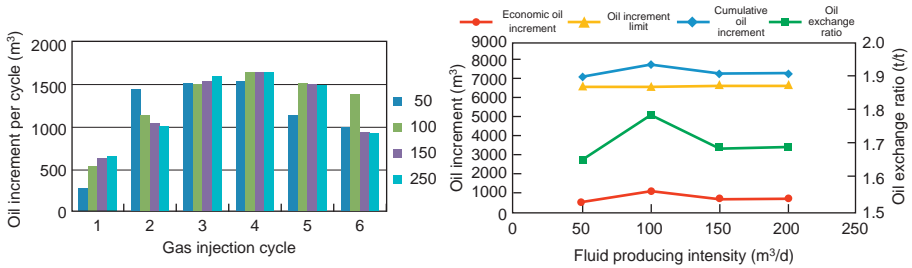 Oil increment per cycle (m³)
2000
1500
1000
500
0
1 2 3 4 5 6
Gas injection cycle
50
100
150
250
Economic oil increment
Oil increment limit
Cumulative oil increment
Oil exchange ratio
Oil increment (m³)
9000
8000
7000
6000
5000
4000
3000
2000
1000
0
0 50 100 150 200 250
Fluid producing intensity (m³/d)
2.0
1.9
1.8
1.7
1.6
1.5
Oil exchange ratio (t/t)